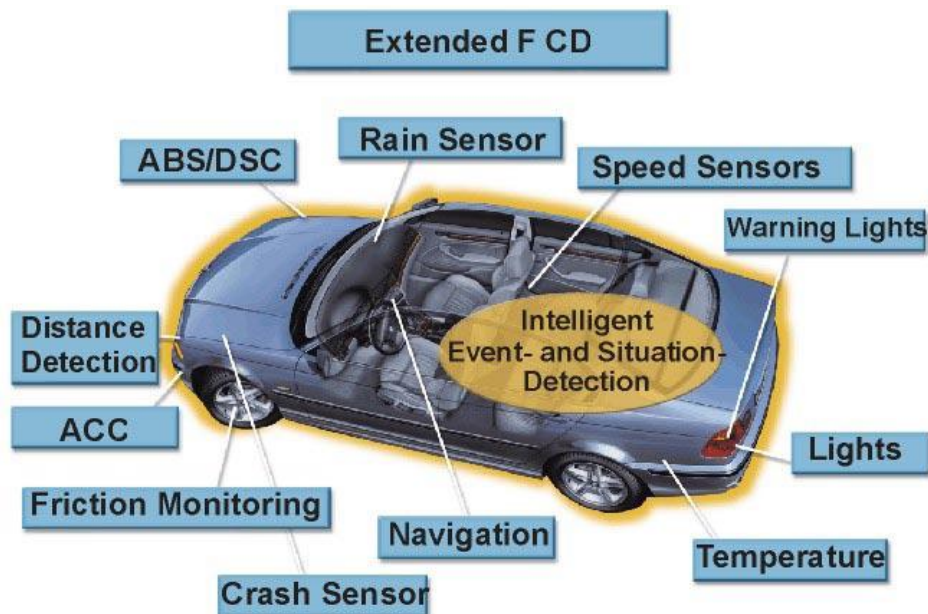 Extended F CD
Rain Sensor
ABS/DSC
Speed Sensors
Warning Lights
Distance
Detection
Intelligent
Event- and Situation-
Detection
ACC
Lights
Friction Monitoring
Navigation
Temperature
Crash Sensor